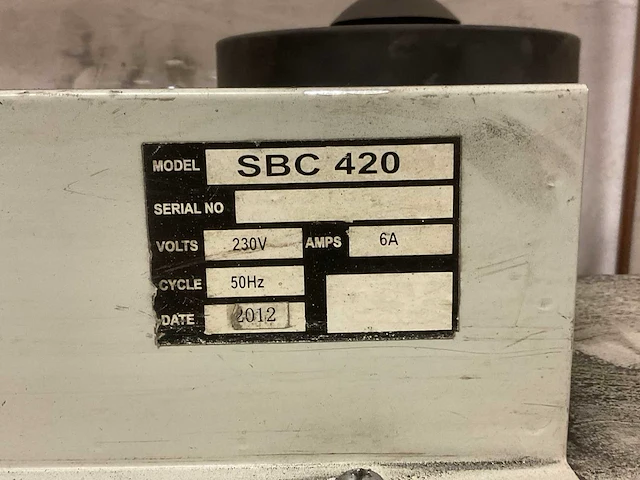 MODEL SBC 420
SERIAL NO
VOLTS 230V AMPS 6A
CYCLE 50Hz
DATE 2012